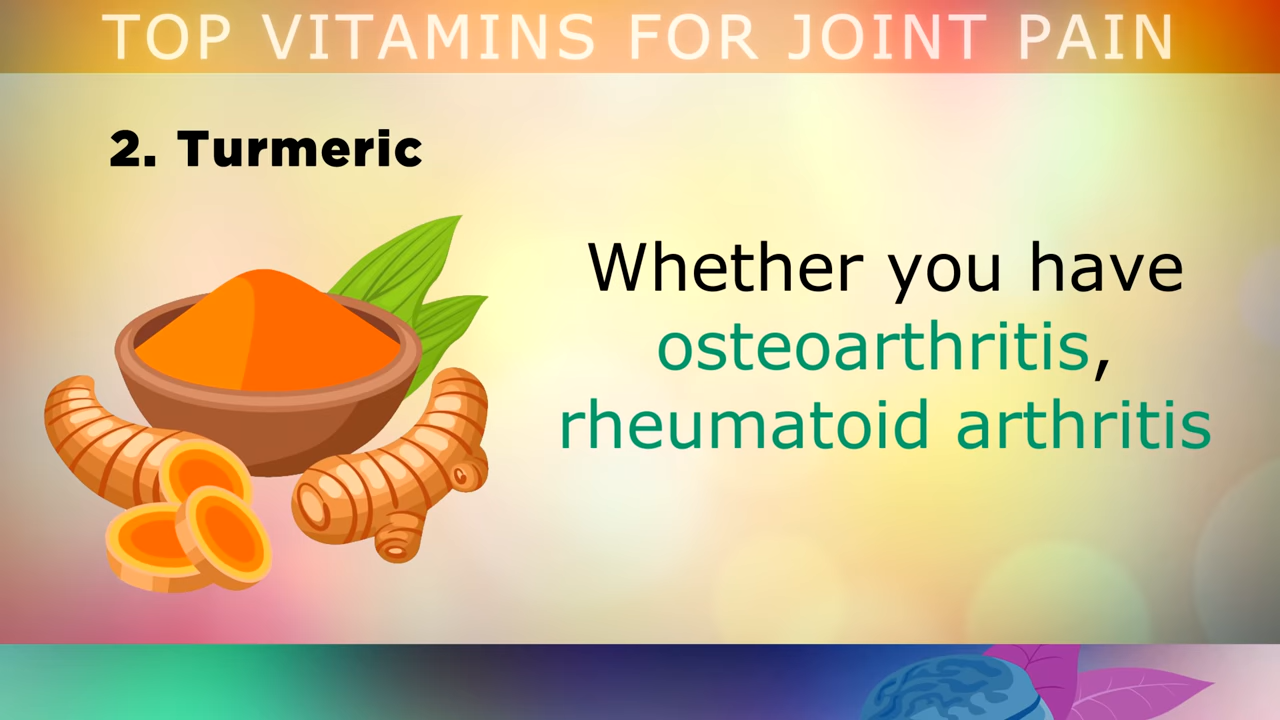 TOP VITAMINS FOR JOINT PAIN
2. Turmeric
Whether you have
osteoarthritis,
rheumatoid arthritis